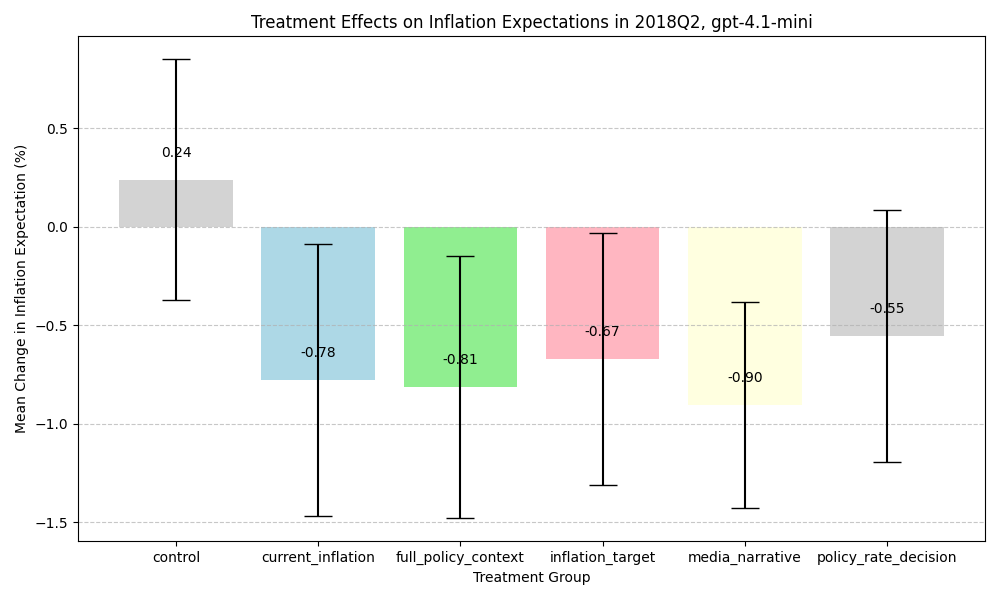 Treatment Effects on Inflation Expectations in 2018Q2, gpt-4.1-mini
Mean Change in Inflation Expectation (%)
0.5
0.0
−0.5
−1.0
−1.5
0.24
-0.78
-0.81
-0.67
-0.90
-0.55
control
current_inflation
full_policy_context
inflation_target
media_narrative
policy_rate_decision
Treatment Group